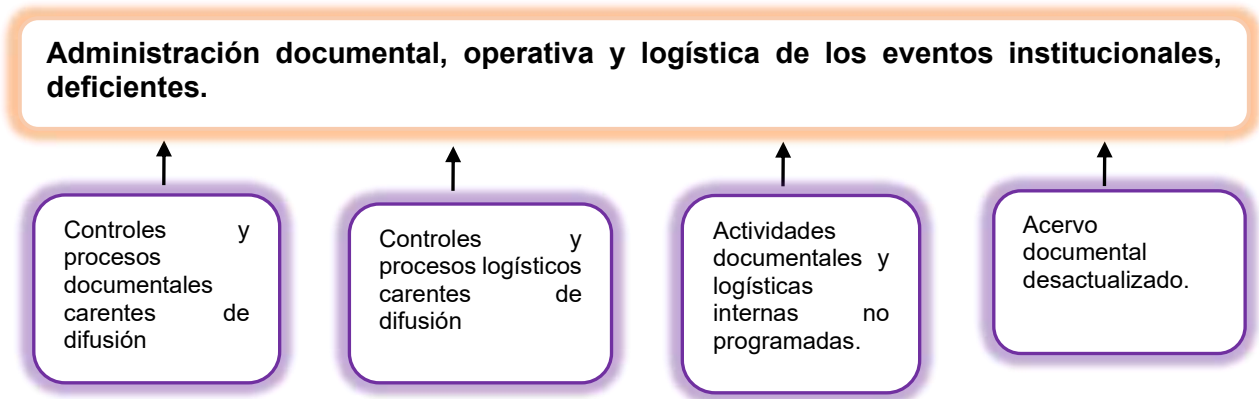 Administración documental, operativa y logística de los eventos institucionales,
deficientes.
Controles y
procesos
documentales
carentes de
difusión
Controles y
procesos logísticos
carentes de
difusión
Actividades
documentales y
logísticas
internas no
programadas.
Acervo
documental
desactualizado.